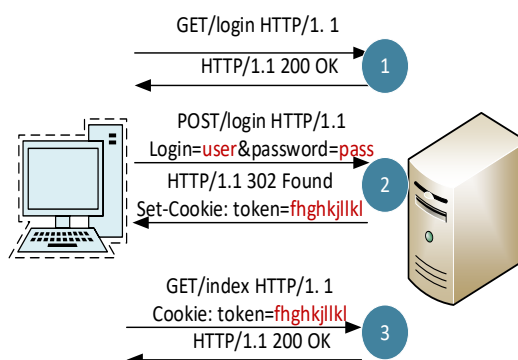 GET/login HTTP/1. 1
HTTP/1.1 200 OK
1
POST/login HTTP/1.1
Login=user&password=pass
HTTP/1.1 302 Found
2
Set-Cookie: token=fhghkjllkl
GET/index HTTP/1. 1
Cookie: token=fhghkjllkl
3
HTTP/1.1 200 OK